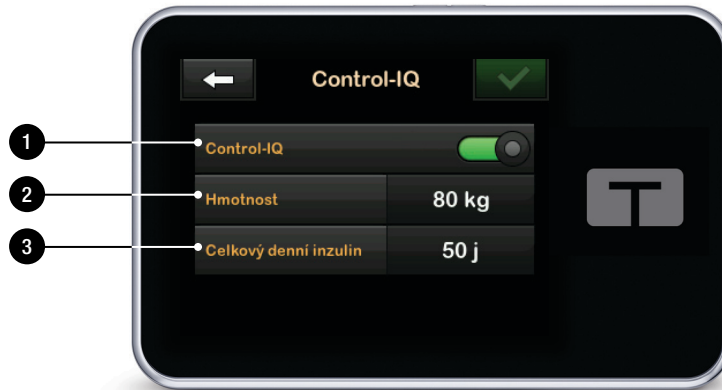 Control-IQ
1 Control-IQ
2 Hmotnost 80 kg
3 Celkový denní inzulin 50 j
T